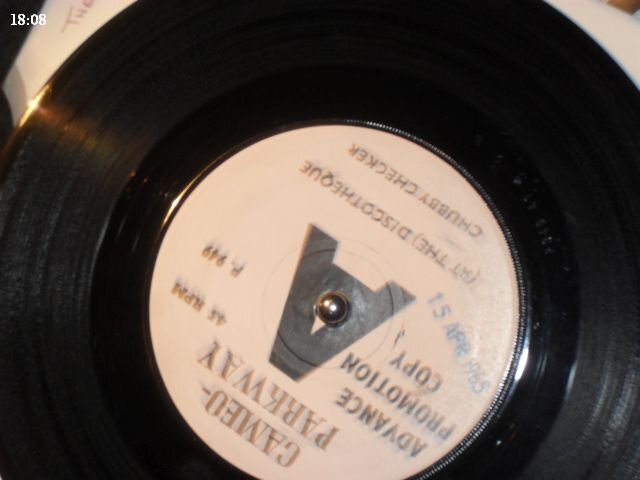 18:08
CAMEO-
PARKWAY
ADVANCE
PROMOTION
COPY
45 RPM
P. 949
A
15 APR 1965
(AT THE) DISCOTHEQUE
CHUBBY CHECKER